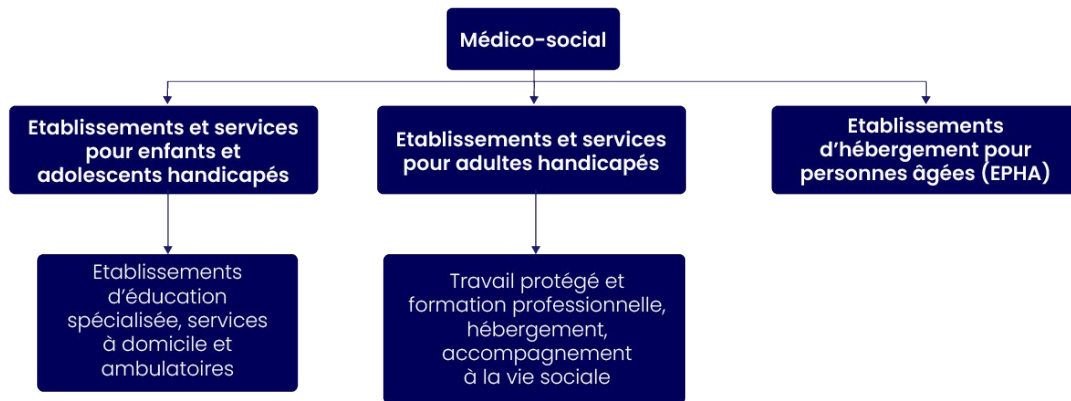 Médico-social
Etablissements et services
pour enfants et
adolescents handicapés
Etablissements et services
pour adultes handicapés
Etablissements
d’hébergement pour
personnes âgées (EPHA)
Etablissements
d’éducation
spécialisée, services
à domicile et
ambulatoires
Travail protégé et
formation professionnelle,
hébergement,
accompagnement
à la vie sociale